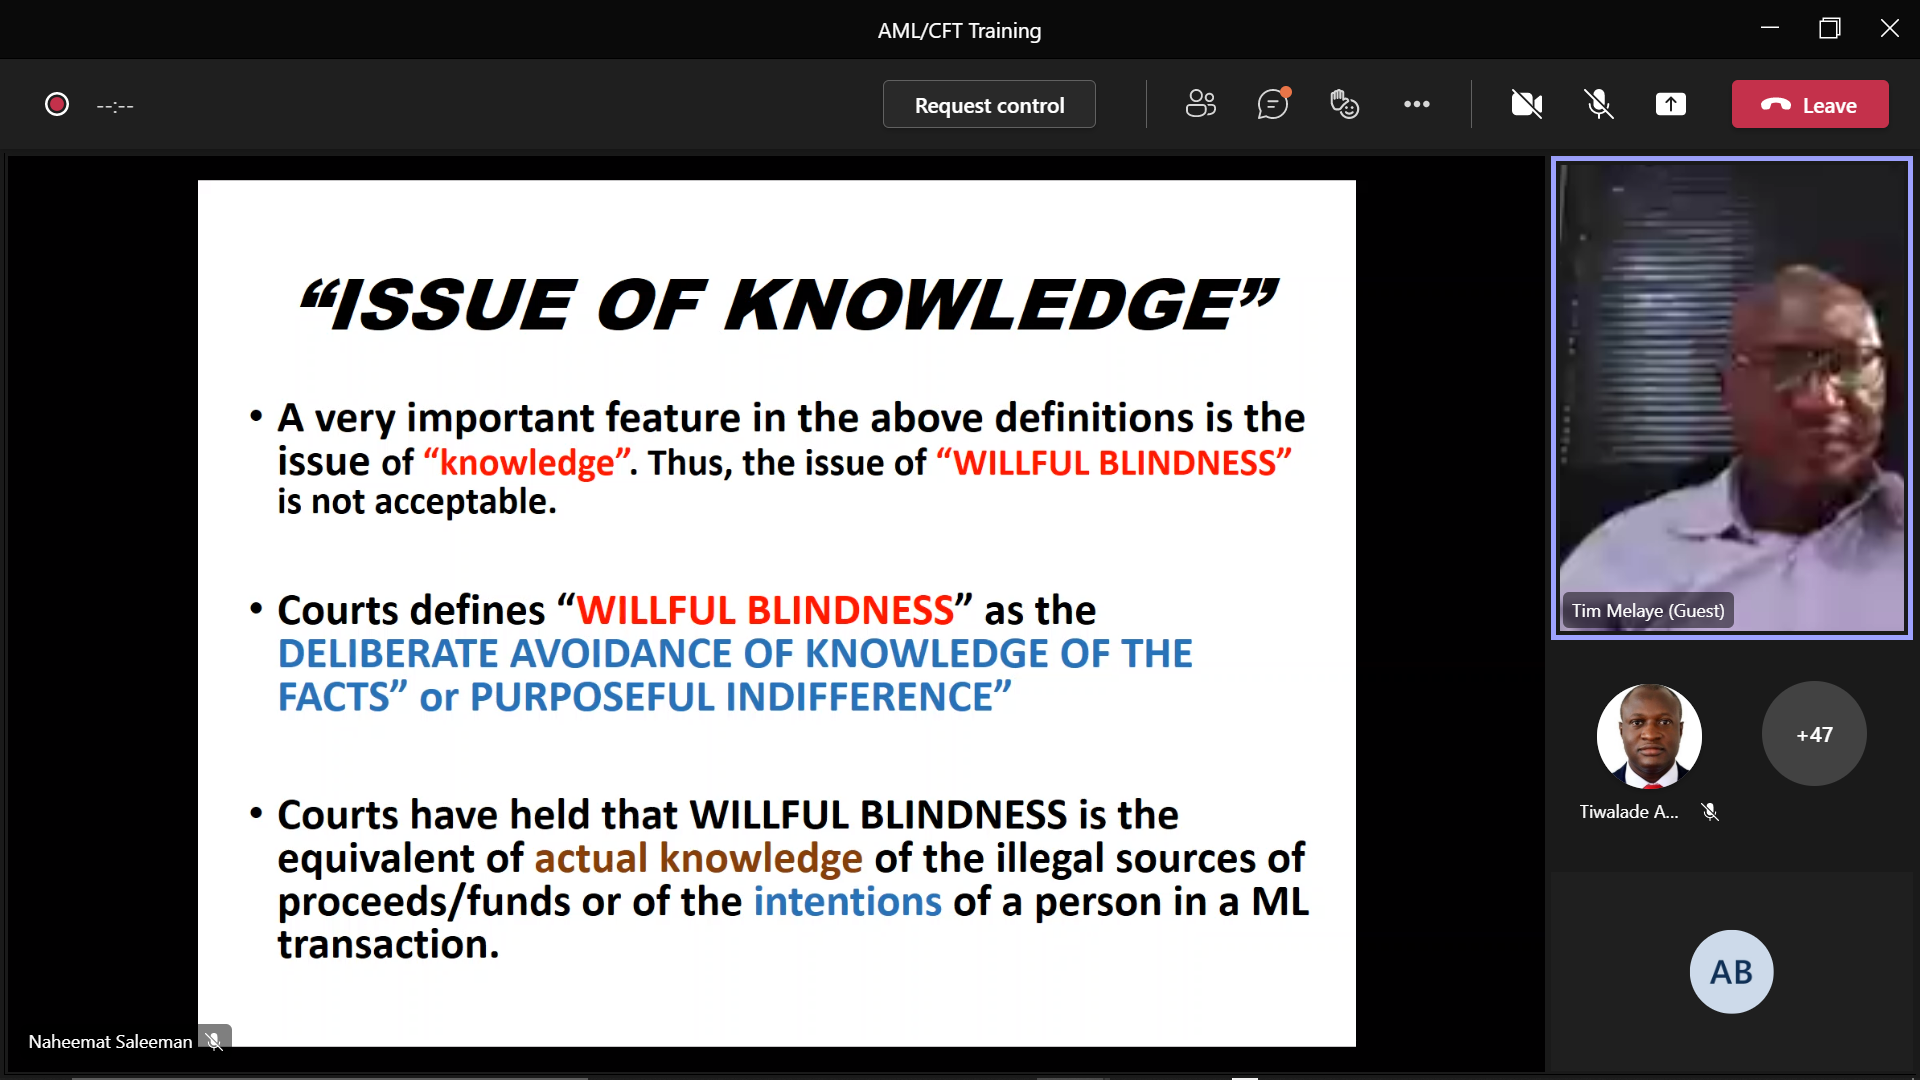 AML/CFT Training
--:--
Request control
Leave
“ISSUE OF KNOWLEDGE”
• A very important feature in the above definitions is the
issue of “knowledge”. Thus, the issue of “WILLFUL BLINDNESS”
is not acceptable.
• Courts defines “WILLFUL BLINDNESS” as the
DELIBERATE AVOIDANCE OF KNOWLEDGE OF THE
FACTS” or PURPOSEFUL INDIFFERENCE”
• Courts have held that WILLFUL BLINDNESS is the
equivalent of actual knowledge of the illegal sources of
proceeds/funds or of the intentions of a person in a ML
transaction.
Naheemat Saleeman
Tim Melaye (Guest)
Tiwalade A...
+47
AB